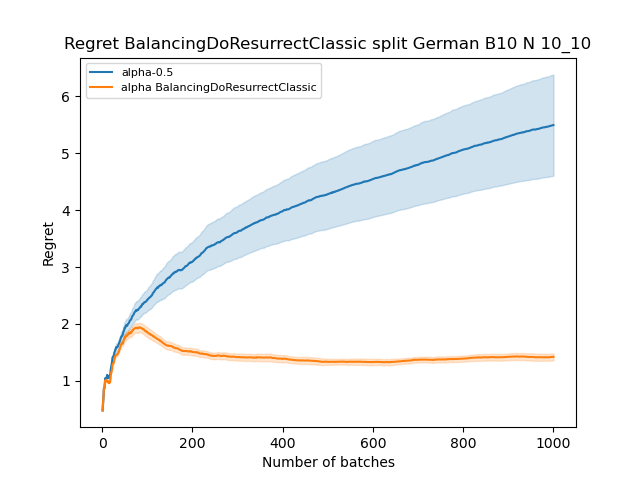 Regret BalancingDoResurrectClassic split German B10 N 10_10
alpha-0.5
alpha BalancingDoResurrectClassic
6
5
4
3
2
1
Regret
0 200 400 600 800 1000
Number of batches